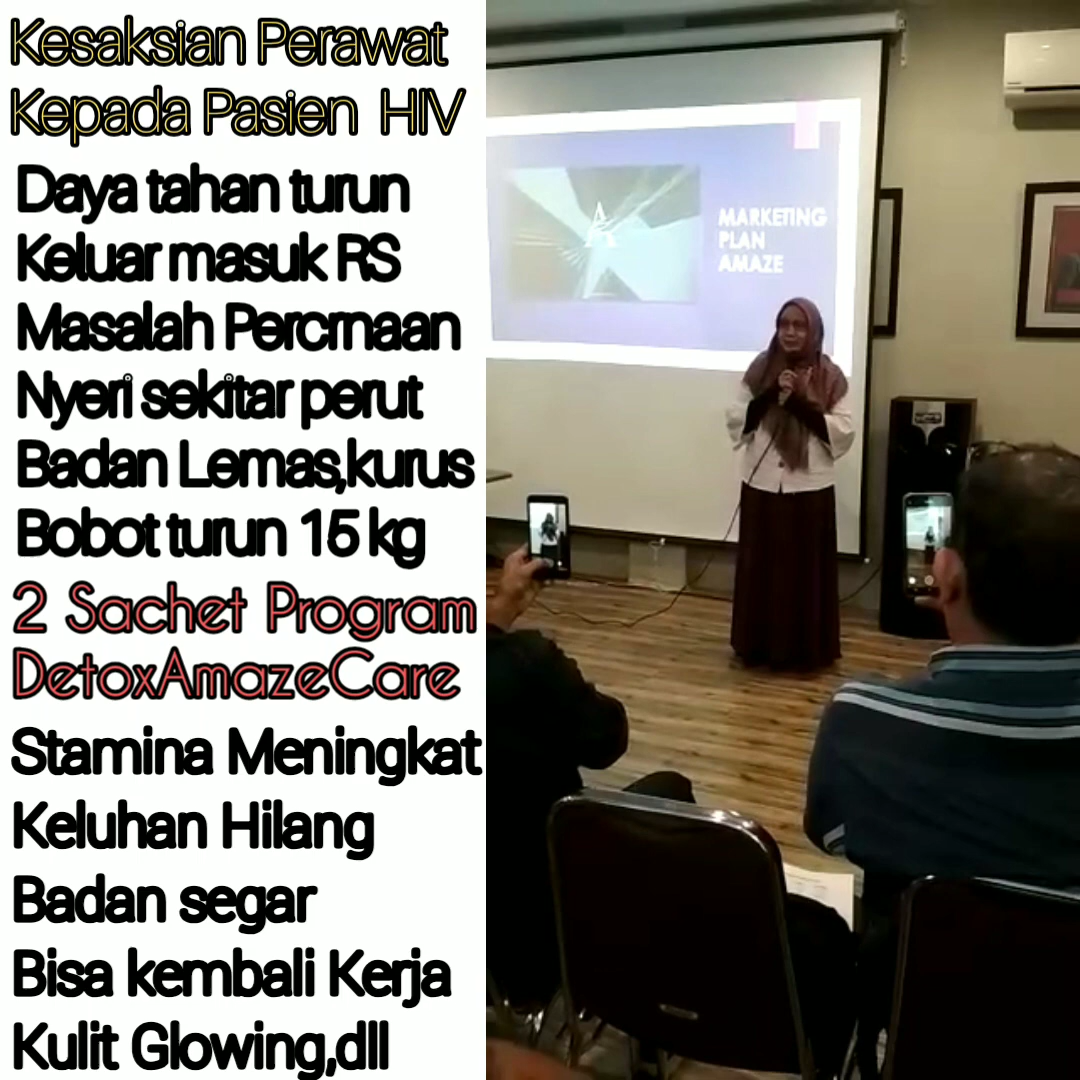 Kesaksian Perawat
Kepada Pasien HIV
Daya tahan turun
Keluar masuk RS
Masalah Percrnaan
Nyeri sekitar perut
Badan Lemas,kurus
Bobot turun 15 kg
2 Sachet Program
DetoxAmazeCare
Stamina Meningkat
Keluhan Hilang
Badan segar
Bisa kembali Kerja
Kulit Glowing,dll
A
MARKETING
PLAN
AMAZE